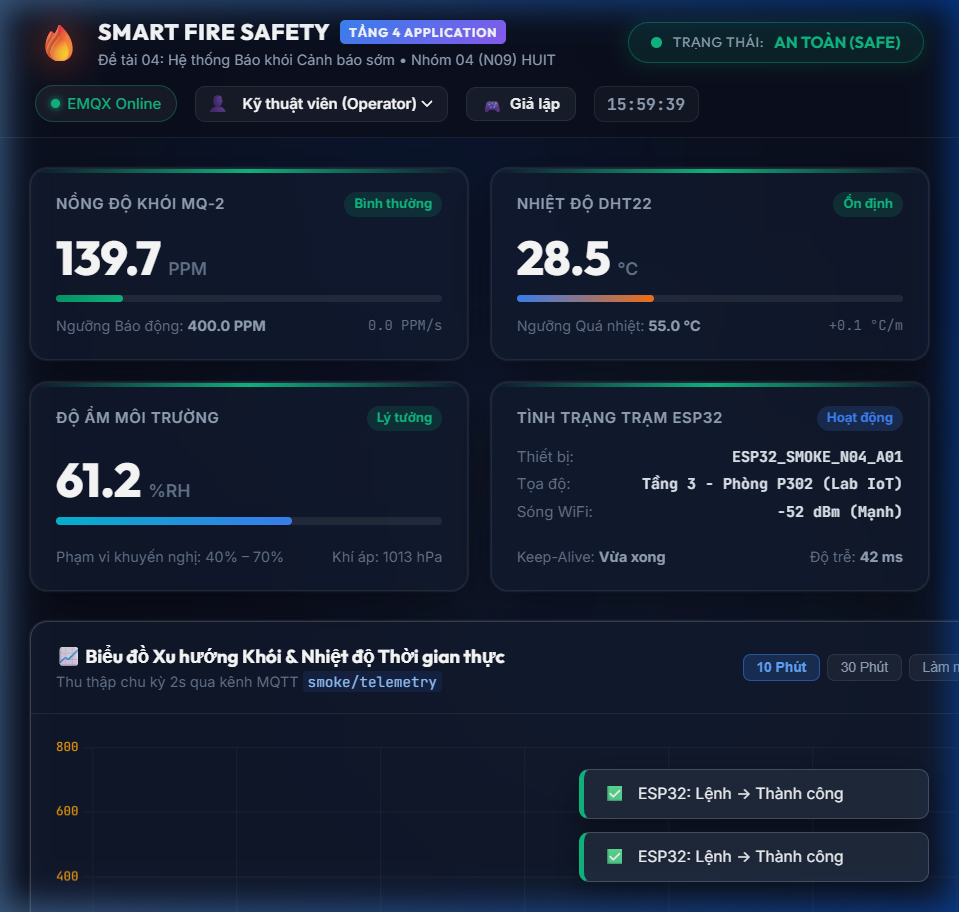 SMART FIRE SAFETY TẦNG 4 APPLICATION
Đề tài 04: Hệ thống Báo khói Cảnh báo sớm • Nhóm 04 (N09) HUIT
TRẠNG THÁI: AN TOÀN (SAFE)
EMQX Online
Kỹ thuật viên (Operator)
Giả lập
15:59:39
NỒNG ĐỘ KHÓI MQ-2 Bình thường
139.7 PPM
Ngưỡng Báo động: 400.0 PPM 0.0 PPM/s
NHIỆT ĐỘ DHT22 Ổn định
28.5 °C
Ngưỡng Quá nhiệt: 55.0 °C +0.1 °C/m
ĐỘ ẨM MÔI TRƯỜNG Lý tưởng
61.2 %RH
Phạm vi khuyến nghị: 40% – 70% Khí áp: 1013 hPa
TÌNH TRẠNG TRẠM ESP32 Hoạt động
Thiết bị: ESP32_SMOKE_N04_A01
Tọa độ: Tầng 3 - Phòng P302 (Lab IoT)
Sóng WiFi: -52 dBm (Mạnh)
Keep-Alive: Vừa xong Độ trễ: 42 ms
Biểu đồ Xu hướng Khói & Nhiệt độ Thời gian thực
Thu thập chu kỳ 2s qua kênh MQTT smoke/telemetry
10 Phút 30 Phút Làm
800
600
400
ESP32: Lệnh → Thành công
ESP32: Lệnh → Thành công